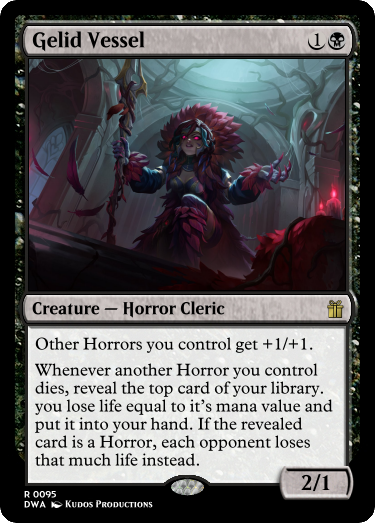 Gelid Vessel 1
Creature — Horror Cleric
Other Horrors you control get +1/+1.
Whenever another Horror you control
dies, reveal the top card of your library.
you lose life equal to it's mana value and
put it into your hand. If the revealed
card is a Horror, each opponent loses
that much life instead.
2/1
R 0095
DWA Kudos Productions